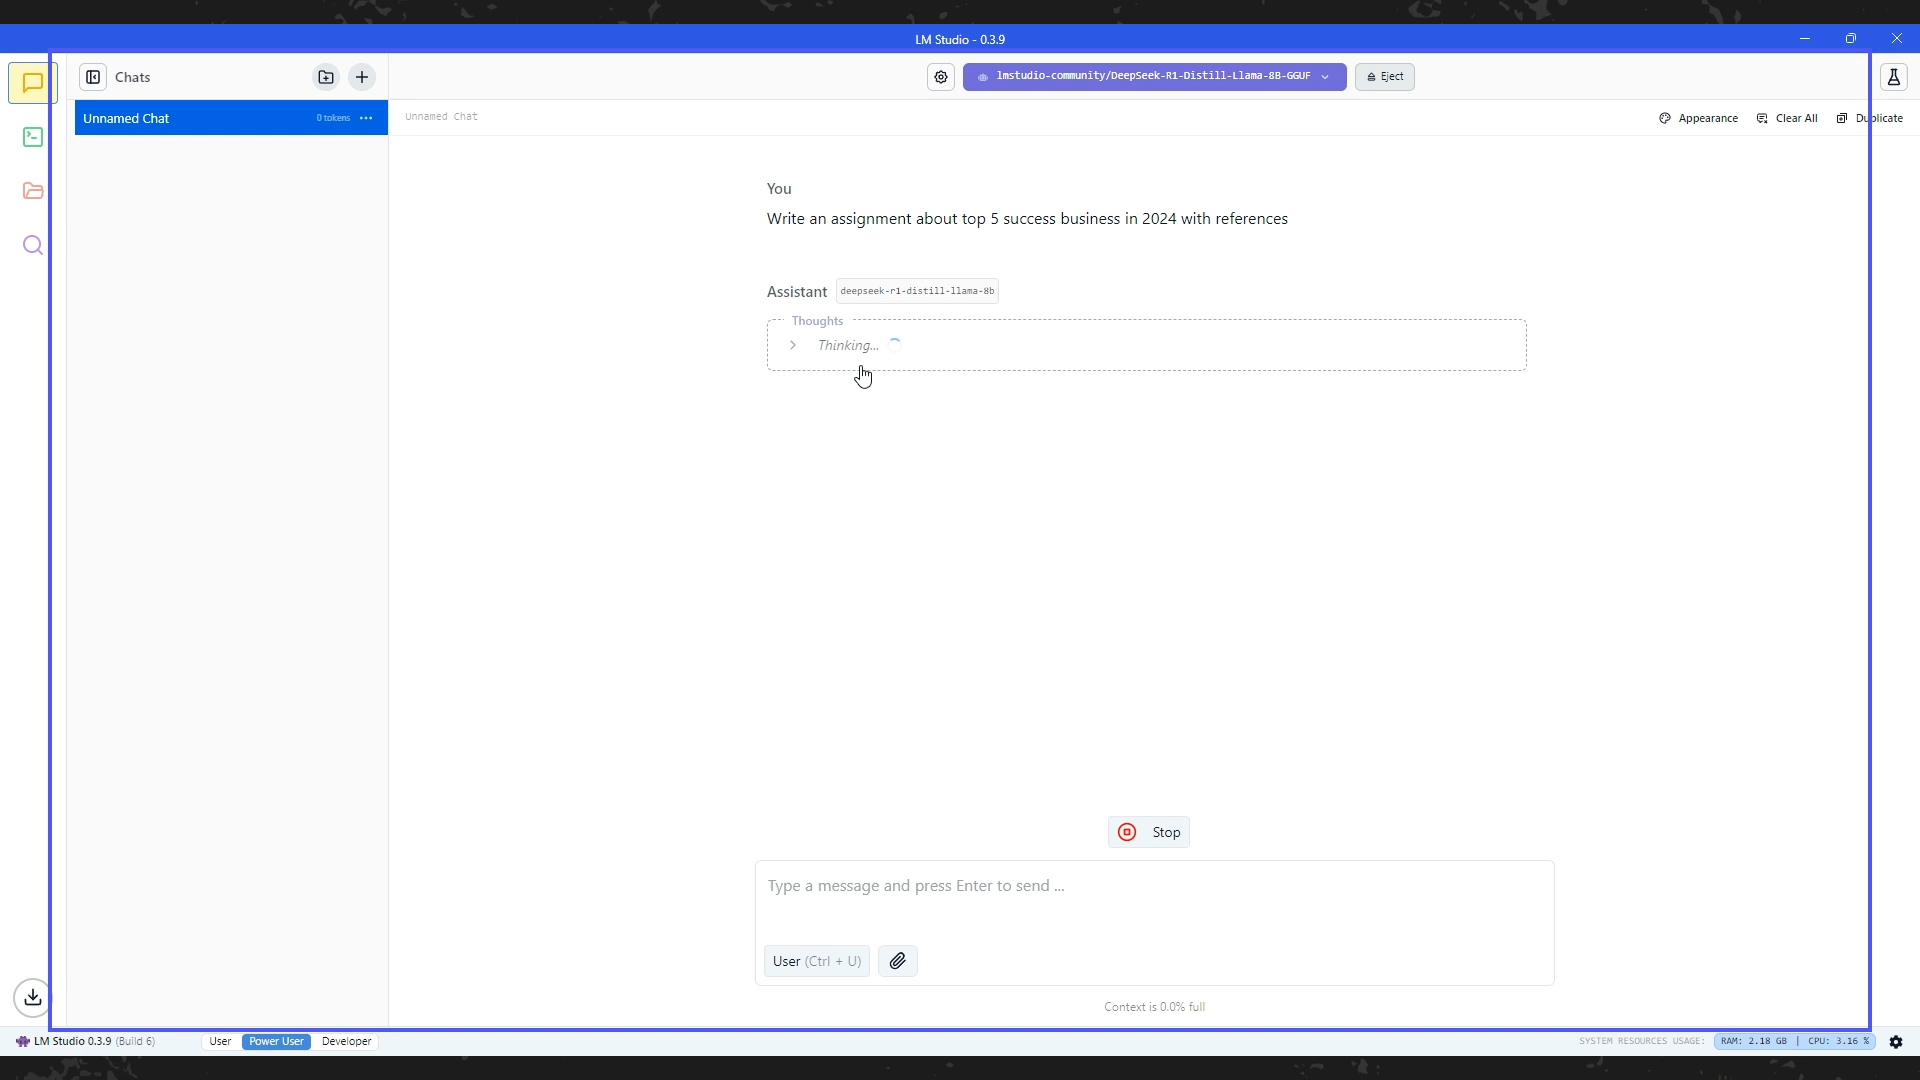 LM Studio - 0.3.9
Chats
lmstudio-community/DeepSeek-R1-Distill-Llama-8B-GGUF
Eject
Unnamed Chat
0 tokens
Unnamed Chat
Appearance
Clear All
Duplicate
You
Write an assignment about top 5 success business in 2024 with references
Assistant
deepseek-r1-distill-llama-8b
Thoughts
Thinking...
Stop
Type a message and press Enter to send ...
User (Ctrl + U)
Context is 0.0% full
LM Studio 0.3.9 (Build 6)
User
Power User
Developer
SYSTEM RESOURCES USAGE:
RAM: 2.18 GB | CPU: 3.16 %